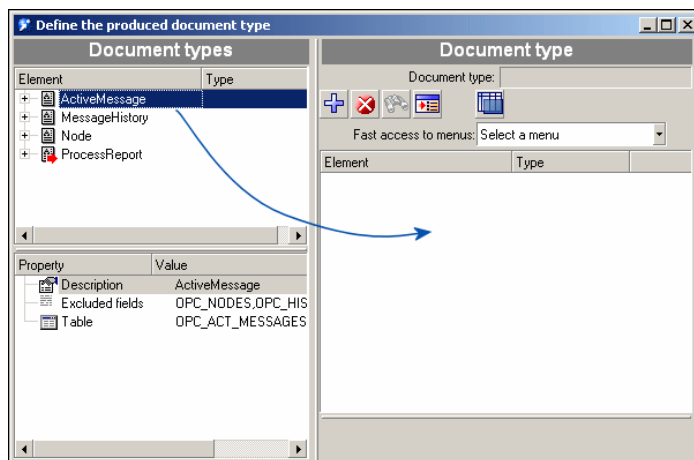 Define the produced document type
Document types
Element Type
ActiveMessage
MessageHistory
Node
ProcessReport
Property Value
Description ActiveMessage
Excluded fields OPC_NODES,OPC_HIS
Table OPC_ACT_MESSAGES
Document type
Document type:
Fast access to menus: Select a menu
Element Type